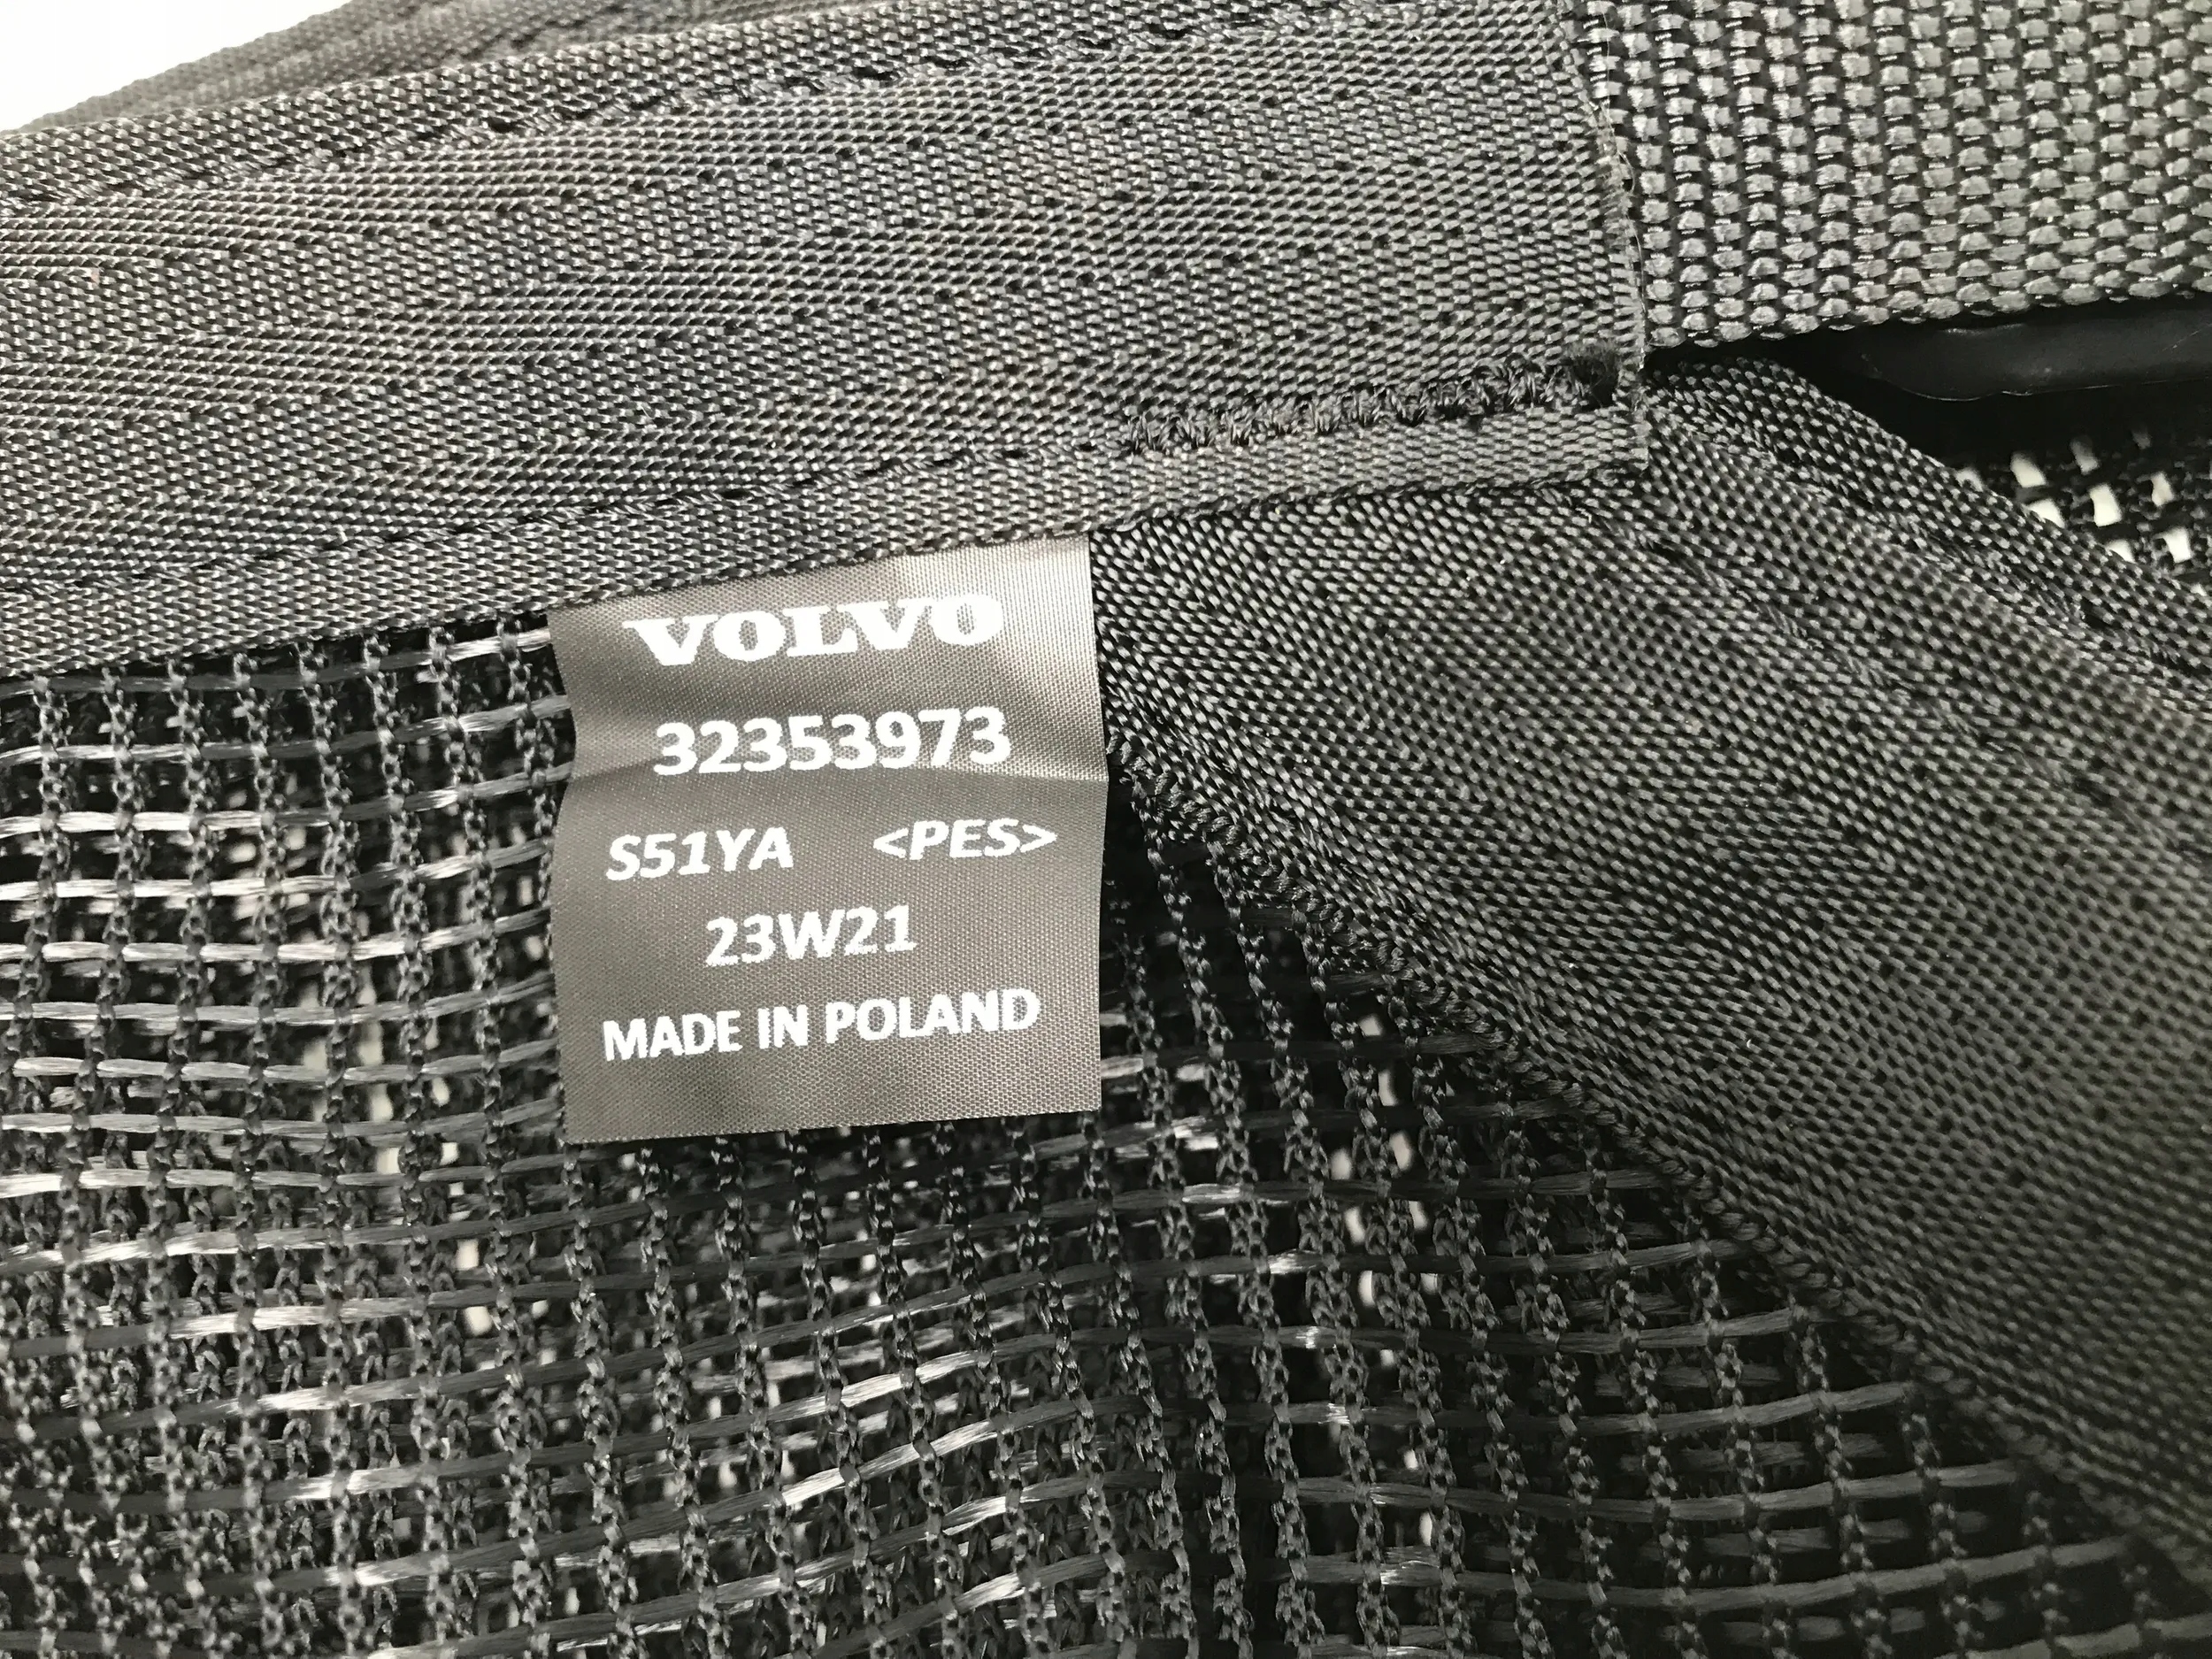 VOLVO
32353973
S51YA <PES>
23W21
MADE IN POLAND